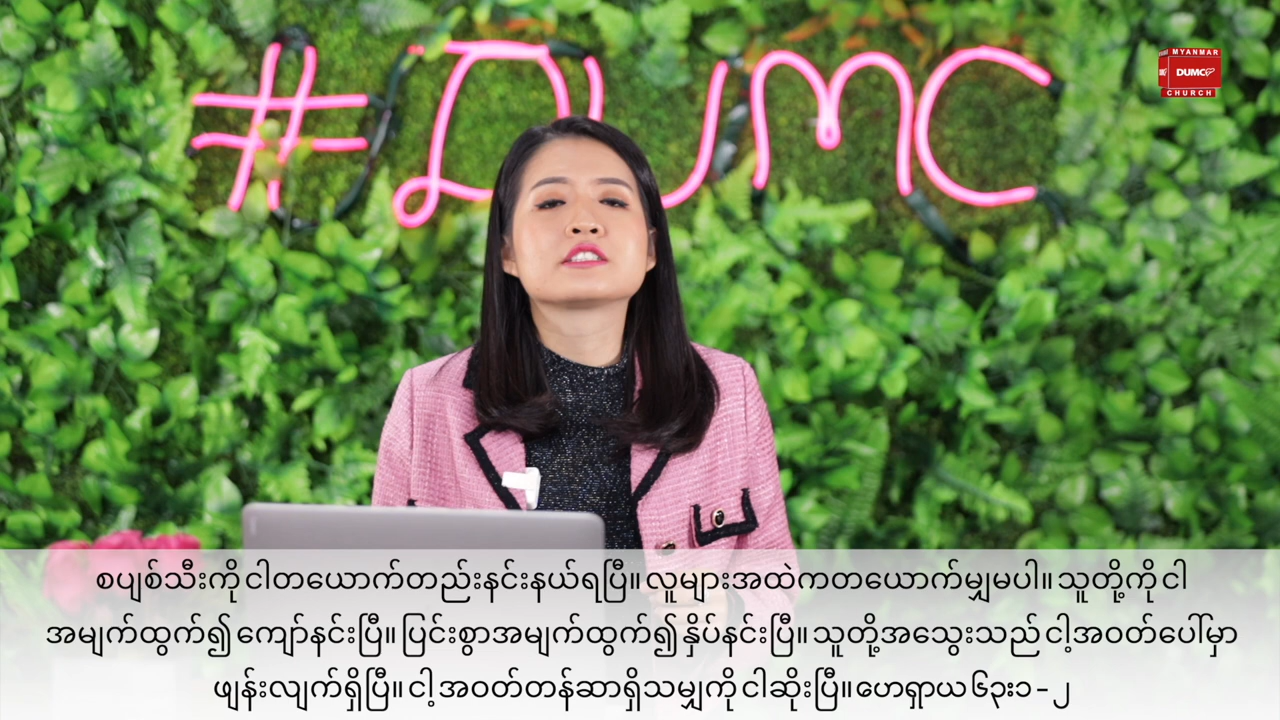 #DUMC
MYANMAR
DUMC
CHURCH
စပျစ်သီးကို ငါတယောက်တည်းနင်းနယ်ရပြီ။ လူများအထဲကတယောက်မျှမပါ။ သူတို့ကို ငါ
အမျက်ထွက်၍ ကျော်နင်းပြီ။ ပြင်းစွာအမျက်ထွက်၍ နှိပ်နင်းပြီ။ သူတို့အသွေးသည် ငါ့အဝတ်ပေါ်မှာ
ဖျန်းလျက်ရှိပြီ။ ငါ့ အဝတ်တန်ဆာရှိသမျှကို ငါဆိုးပြီ။ ဟေရှာယ ၆၃း၁ - ၂